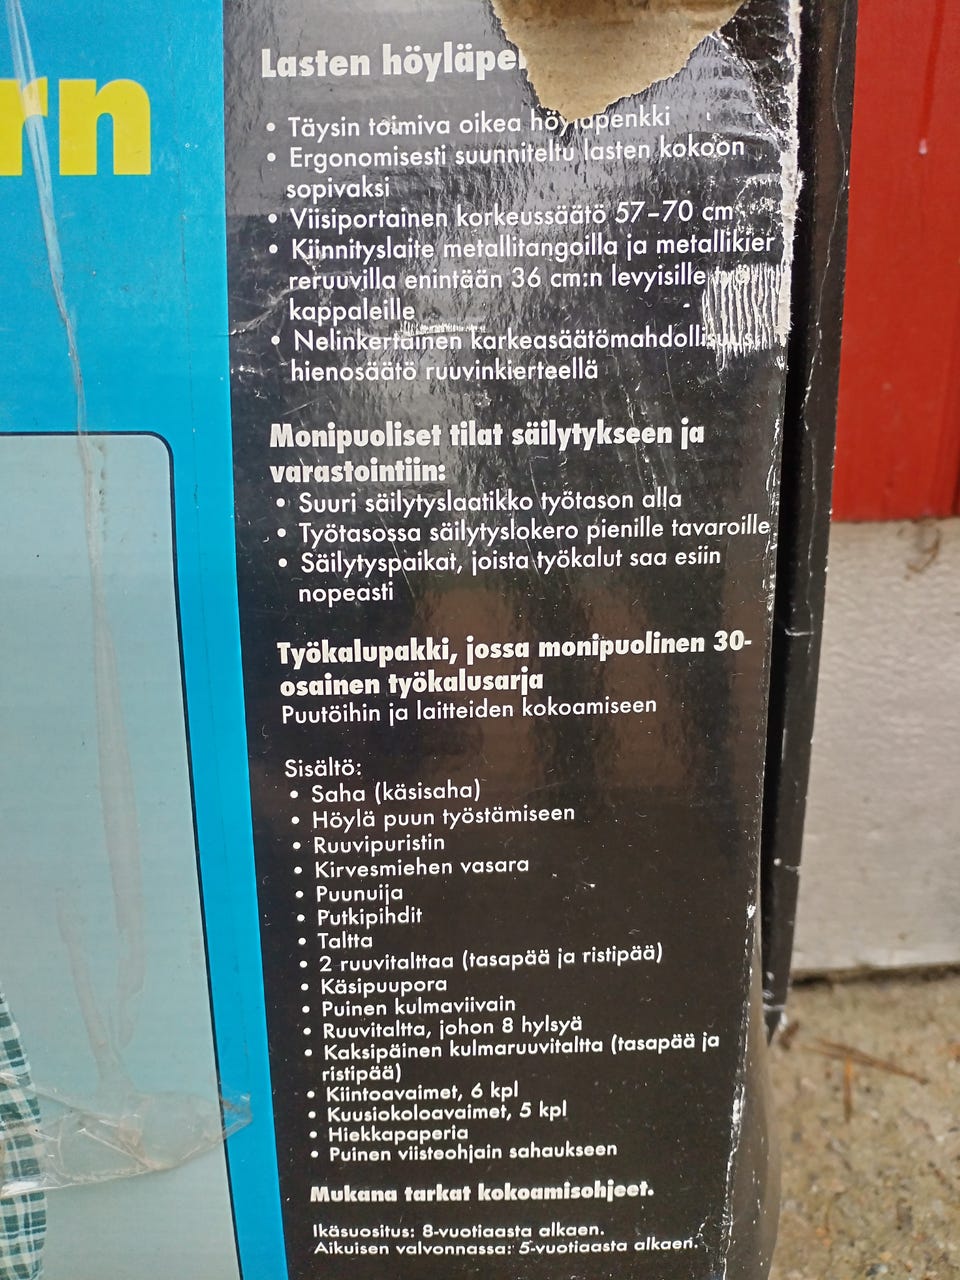 rn
Lasten höyläpe
• Täysin toimiva oikea höyläpenkki
• Ergonomisesti suunniteltu lasten kokoon
sopivaksi
• Viisiportainen korkeussäätö 57–70 cm
• Kiinnityslaite metallitangoilla ja metallikier
reruuvilla enintään 36 cm:n levyisille työ
kappaleille
• Nelinkertainen karkeasäätömahdollisuus
hienosäätö ruuvinkierteellä
Monipuoliset tilat säilytykseen ja
varastointiin:
• Suuri säilytyslaatikko työtason alla
• Työtasossa säilytyslokero pienille tavaroille
• Säilytyspaikat, joista työkalut saa esiin
nopeasti
Työkalupakki, jossa monipuolinen 30-
osainen työkalusarja
Puutöihin ja laitteiden kokoamiseen
Sisältö:
• Saha (käsisaha)
• Höylä puun työstämiseen
• Ruuvipuristin
• Kirvesmiehen vasara
• Puunuija
• Putkipihdit
• Taltta
• 2 ruuvitalttaa (tasapää ja ristipää)
• Käsipuupora
• Puinen kulmaviivain
• Ruuvitaltta, johon 8 hylsyä
• Kaksipäinen kulmaruuvitaltta (tasapää ja
ristipää)
• Kiintoavaimet, 6 kpl
• Kuusiokoloavaimet, 5 kpl
• Hiekkapaperia
• Puinen viisteohjain sahaukseen
Mukana tarkat kokoamisohjeet.
Ikäsuositus: 8-vuotiaasta alkaen.
Aikuisen valvonnassa: 5-vuotiaasta alkaen.